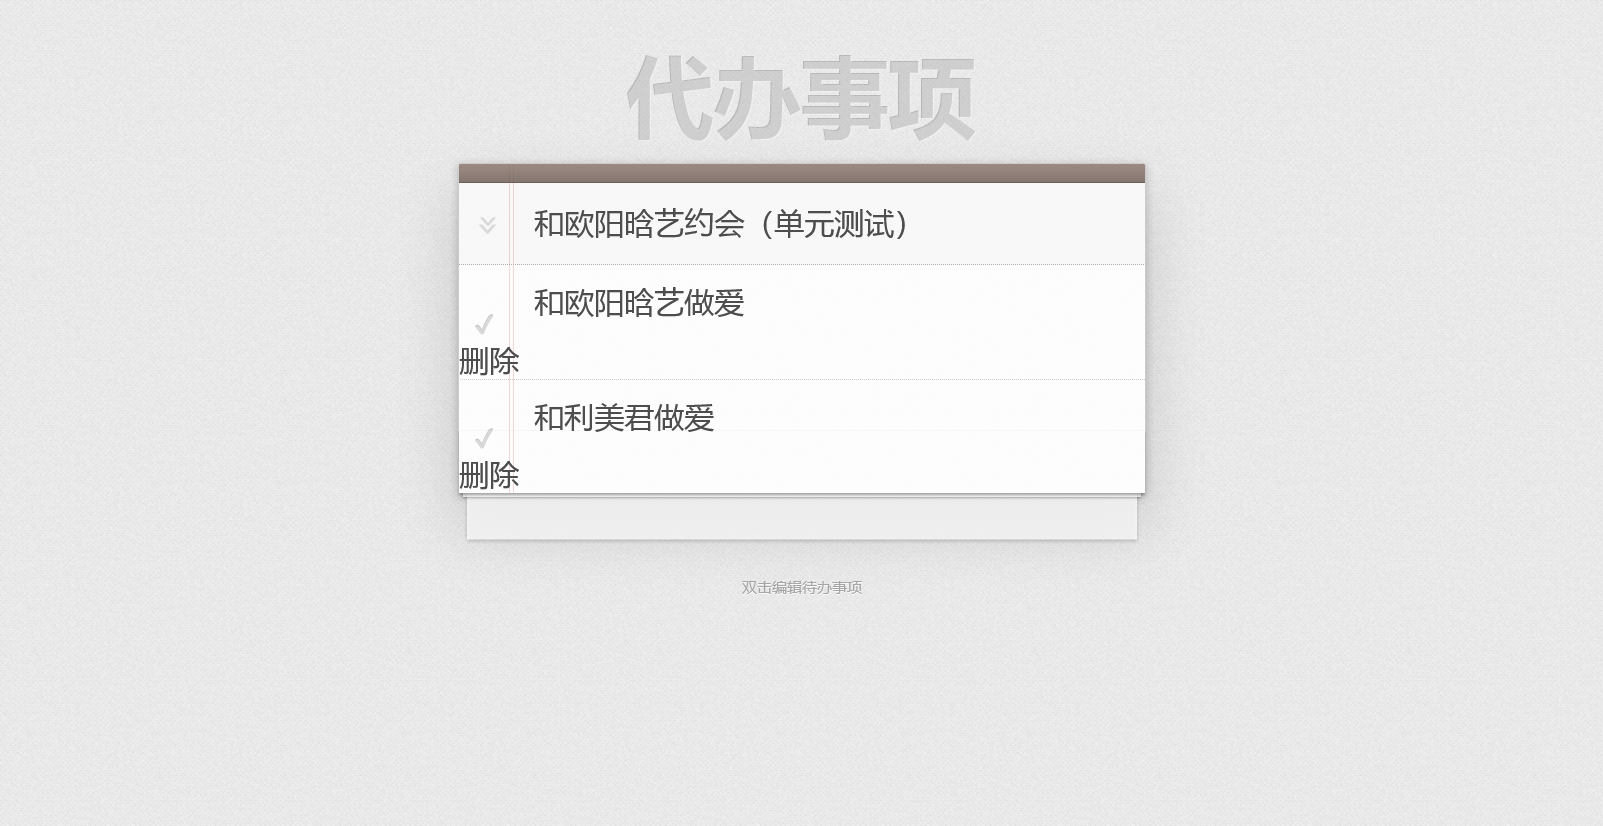 代办事项
和欧阳晗艺约会（单元测试）
和欧阳晗艺做爱
删除
和利美君做爱
删除
双击编辑待办事项